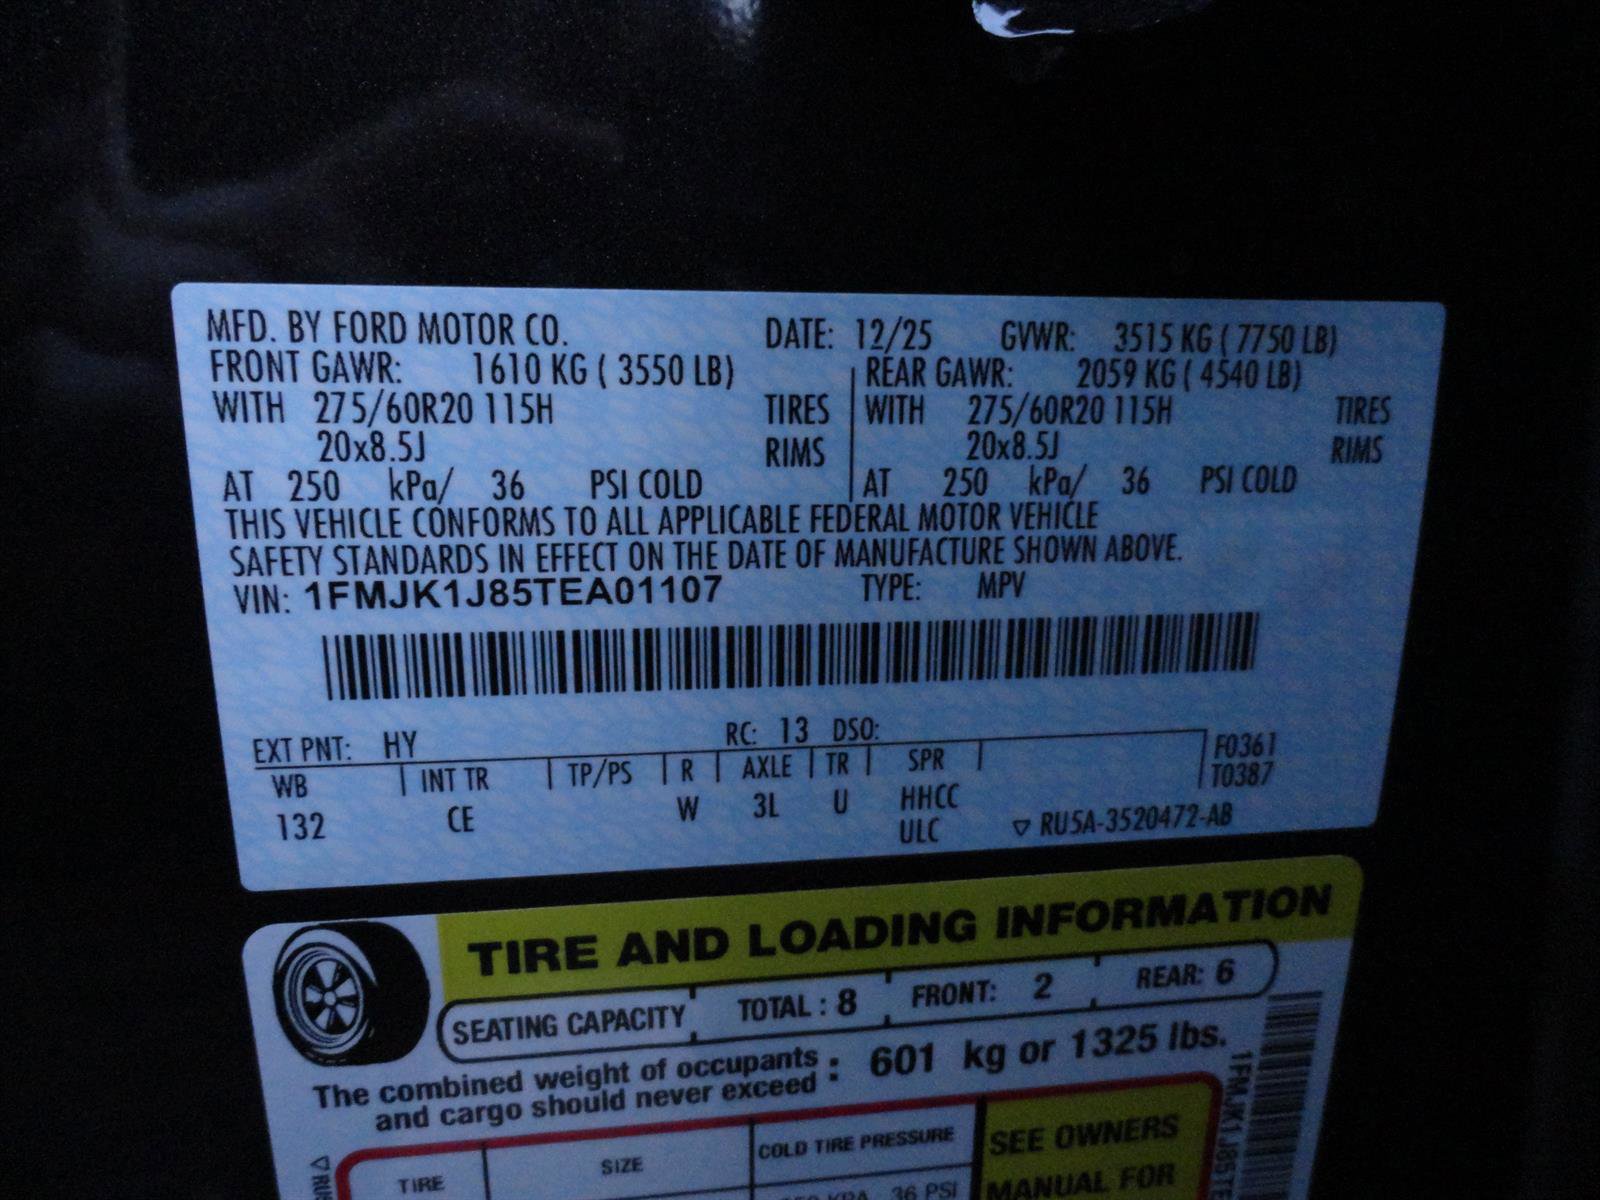 MFD. BY FORD MOTOR CO. DATE: 12/25 GVWR: 3515 KG ( 7750 LB)
FRONT GAWR: 1610 KG ( 3550 LB) REAR GAWR: 2059 KG ( 4540 LB)
WITH 275/60R20 115H TIRES WITH 275/60R20 115H TIRES
20x8.5J RIMS 20x8.5J RIMS
AT 250 kPa/ 36 PSI COLD AT 250 kPa/ 36 PSI COLD
THIS VEHICLE CONFORMS TO ALL APPLICABLE FEDERAL MOTOR VEHICLE
SAFETY STANDARDS IN EFFECT ON THE DATE OF MANUFACTURE SHOWN ABOVE.
VIN: 1FMJK1J85TEA01107 TYPE: MPV
EXT PNT: HY RC: 13 DSO:
WB INT TR TP/PS R AXLE TR SPR F0361
T0387
132 CE W 3L U HHCC
ULC ▽ RU5A-3520472-AB
TIRE AND LOADING INFORMATION
SEATING CAPACITY TOTAL : 8 FRONT: 2 REAR: 6
The combined weight of occupants
and cargo should never exceed : 601 kg or 1325 lbs.
TIRE SIZE COLD TIRE PRESSURE SEE OWNERS
36 PSI MANUAL FOR
1FMJK1J85TE